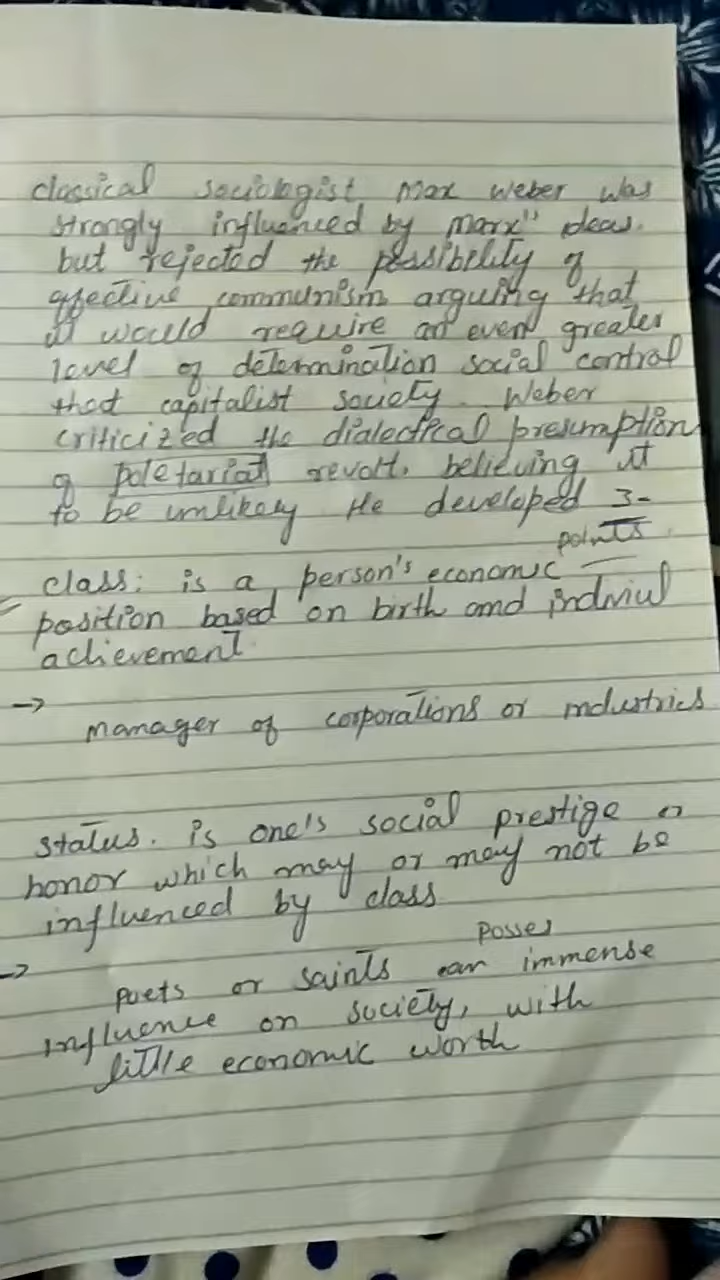 classical sociologist Max Weber was
strongly influenced by marx'' ideas.
but rejected the possibility of
effective communism arguing that
it would require an even greater
level of detemnination social control
that capitalist society. Weber
criticized the dialectical presumption
of poletariat revolt, believing it
to be unlikely He developed 3-
points.
class: is a person's economic
position based on birth and indiviul
achievement.
→
manager of corporations or industries
status. is one's social prestige or
honor which may or may not be
influenced by class
posses
→
poets or saints can immense
influence on society, with
little economic worth